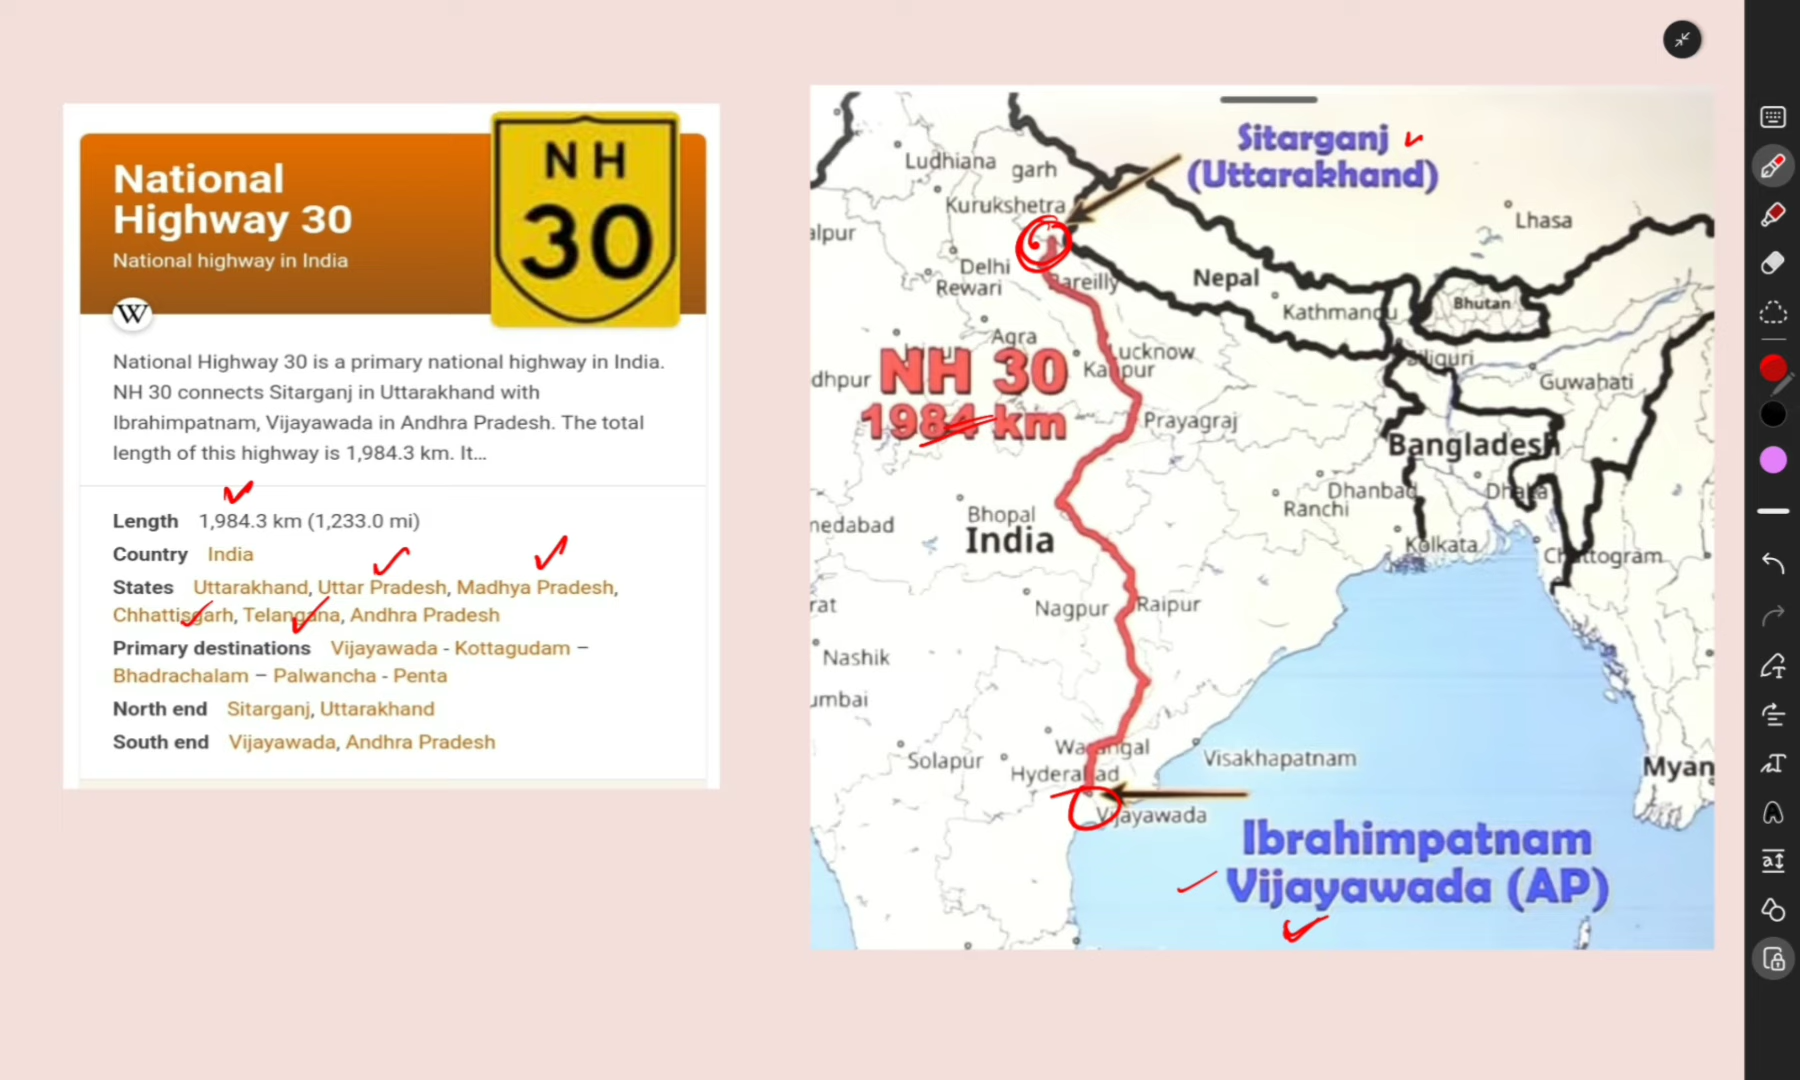 National
Highway 30
National highway in India
NH
30
W
National Highway 30 is a primary national highway in India.
NH 30 connects Sitarganj in Uttarakhand with
Ibrahimpatnam, Vijayawada in Andhra Pradesh. The total
length of this highway is 1,984.3 km. It...
Length 1,984.3 km (1,233.0 mi)
Country India
States Uttarakhand, Uttar Pradesh, Madhya Pradesh,
Chhattisgarh, Telangana, Andhra Pradesh
Primary destinations Vijayawada - Kottagudam –
Bhadrachalam – Palwancha - Penta
North end Sitarganj, Uttarakhand
South end Vijayawada, Andhra Pradesh
Sitarganj
(Uttarakhand)
Ludhiana
garh
Kurukshetra
Lhasa
alpur
Delhi
Rewari
Bareilly
Nepal
Kathmandu
Bhutan
Agra
Lucknow
Kanpur
Siliguri
Guwahati
dhpur
NH 30
1984 km
Prayagraj
Bangladesh
Dhanbad
Dhaka
Ranchi
nedabad
Bhopal
India
Kolkata
Chattogram
rat
Nagpur
Raipur
Nashik
umbai
Warangal
Solapur
Hyderabad
Visakhapatnam
Myan
Vijayawada
Ibrahimpatnam
Vijayawada (AP)